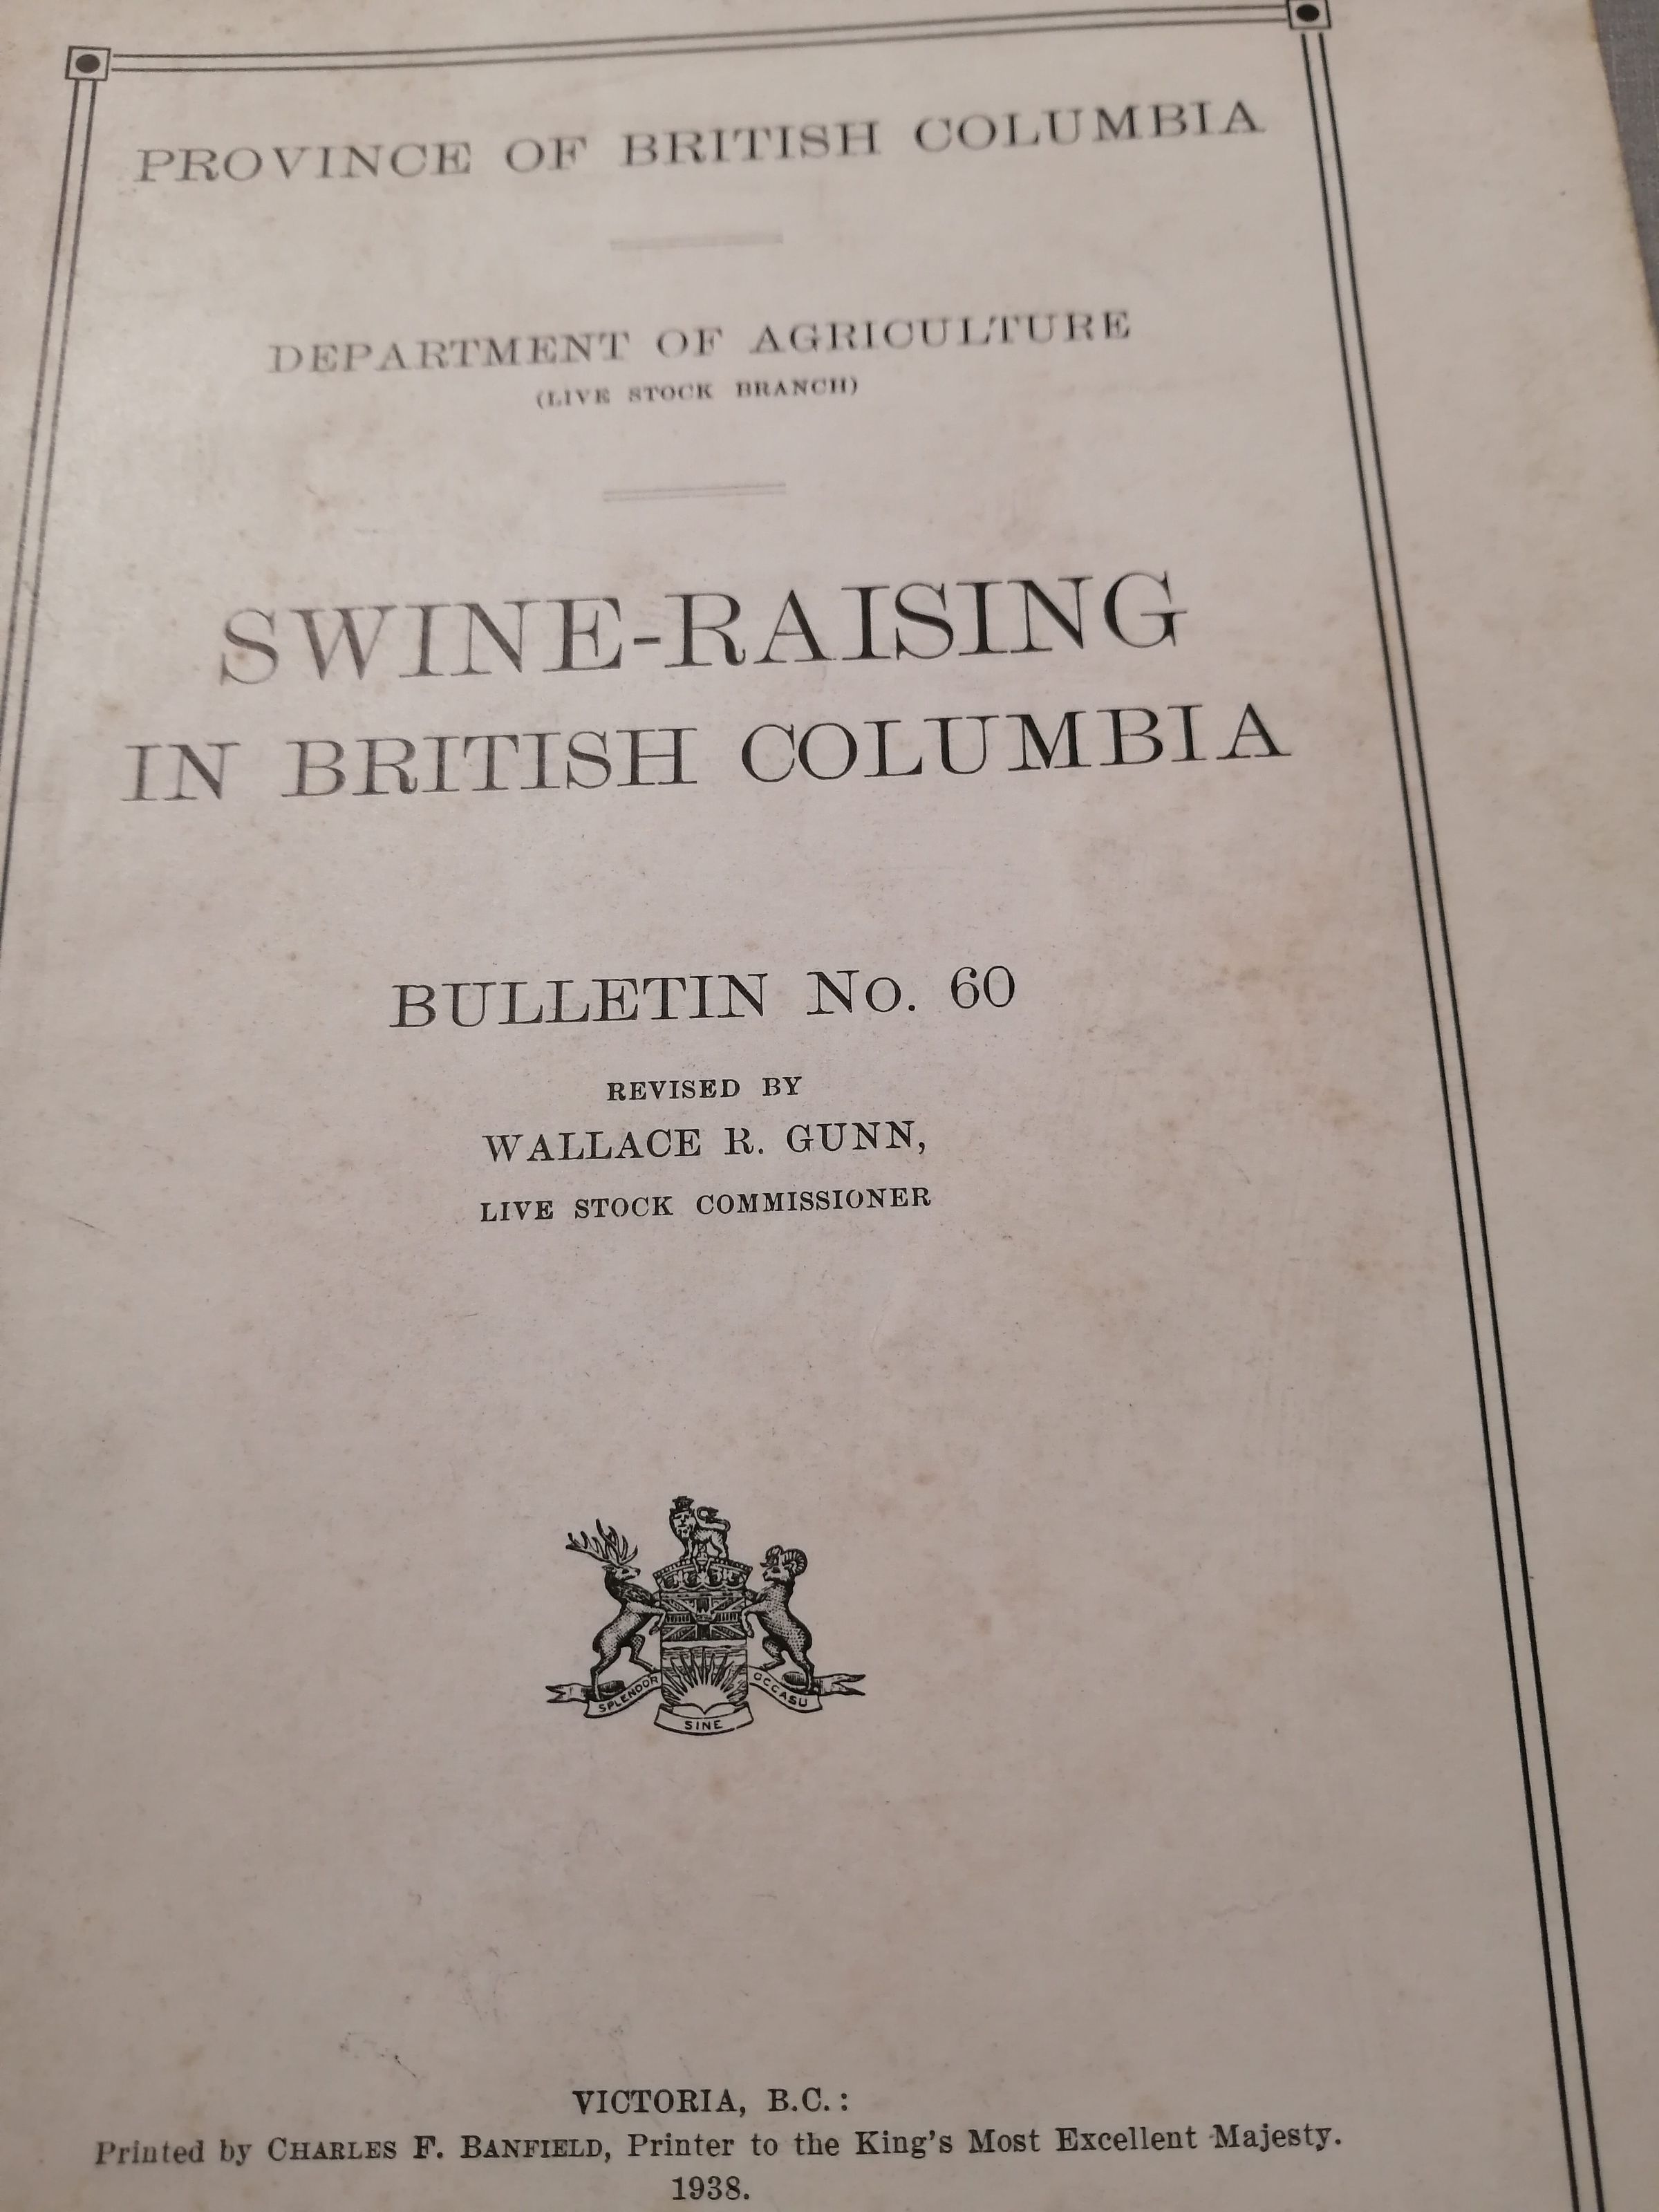 PROVINCE OF BRITISH COLUMBIA
DEPARTMENT OF AGRICULTURE
(LIVE STOCK BRANCH)
SWINE-RAISING
IN BRITISH COLUMBIA
BULLETIN No. 60
REVISED BY
WALLACE R. GUNN,
LIVE STOCK COMMISSIONER
SPLENDOR
SINE
OCCASU
VICTORIA, B.C.:
Printed by CHARLES F. BANFIELD, Printer to the King's Most Excellent Majesty.
1938.